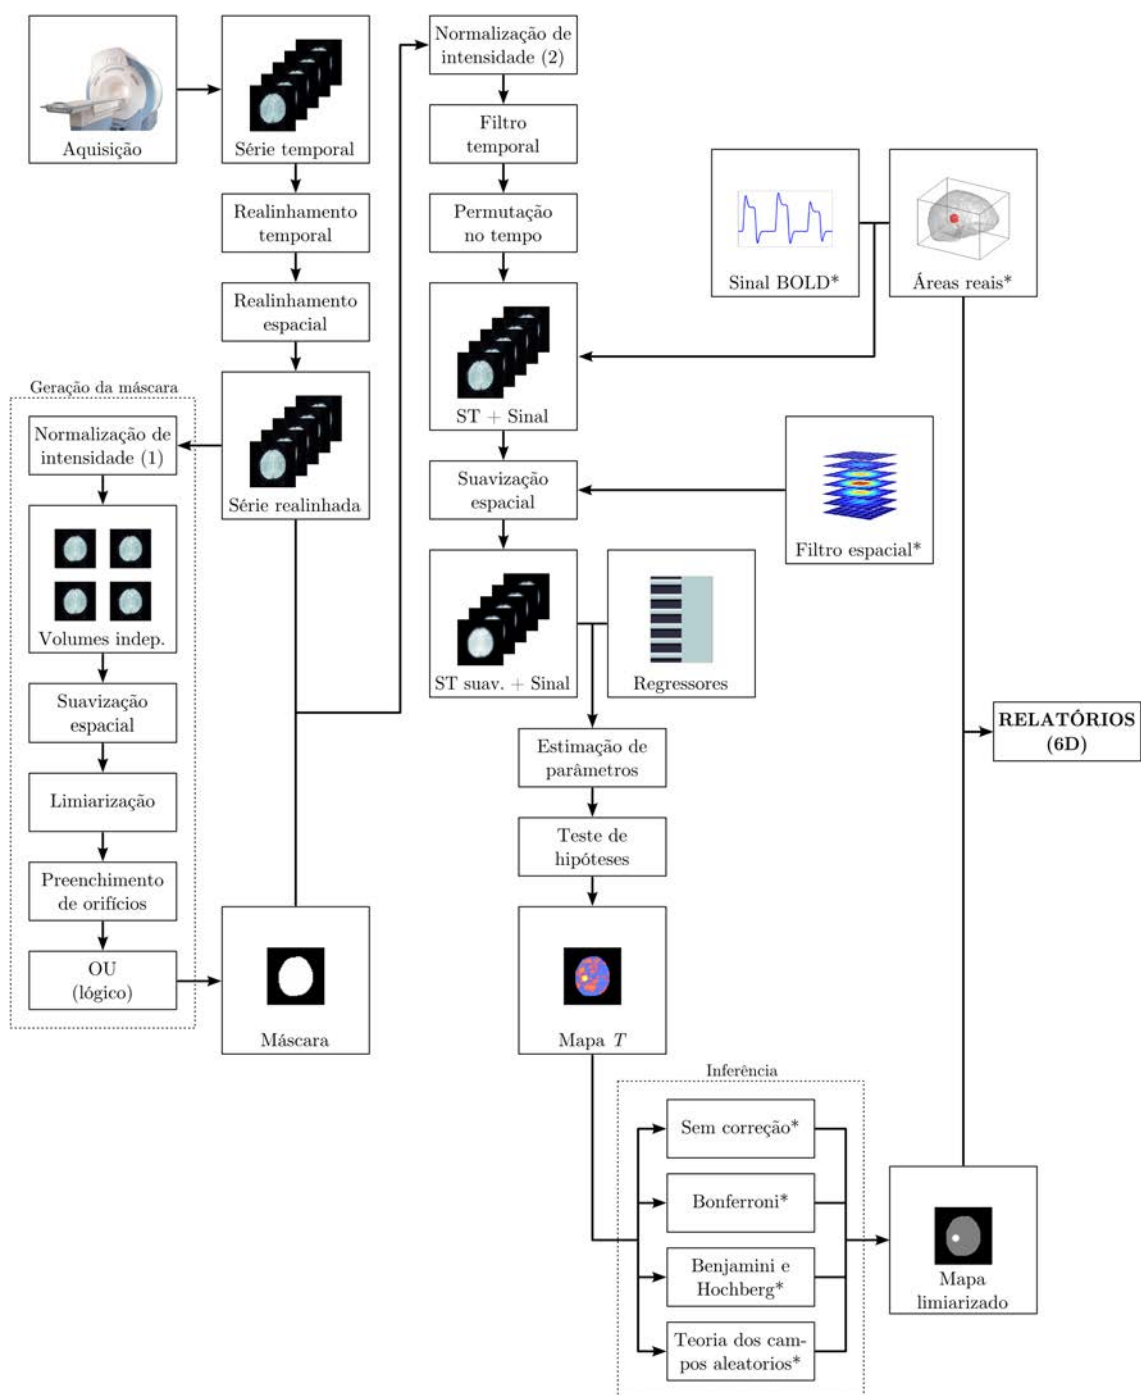 Aquisição
Série temporal
Realinhamento
temporal
Realinhamento
espacial
Série realinhada
Geração da máscara
Normalização de
intensidade (1)
Volumes indep.
Suavização
espacial
Limiarização
Preenchimento
de orifícios
OU
(lógico)
Máscara
Normalização de
intensidade (2)
Filtro
temporal
Permutação
no tempo
Sinal BOLD*
Áreas reais*
ST + Sinal
Suavização
espacial
Filtro espacial*
ST suav. + Sinal
Regressores
Estimação de
parâmetros
Teste de
hipóteses
Mapa T
Inferência
Sem correção*
Bonferroni*
Benjamini e
Hochberg*
Teoria dos cam-
pos aleatorios*
Mapa
limiarizado
RELATÓRIOS
(6D)